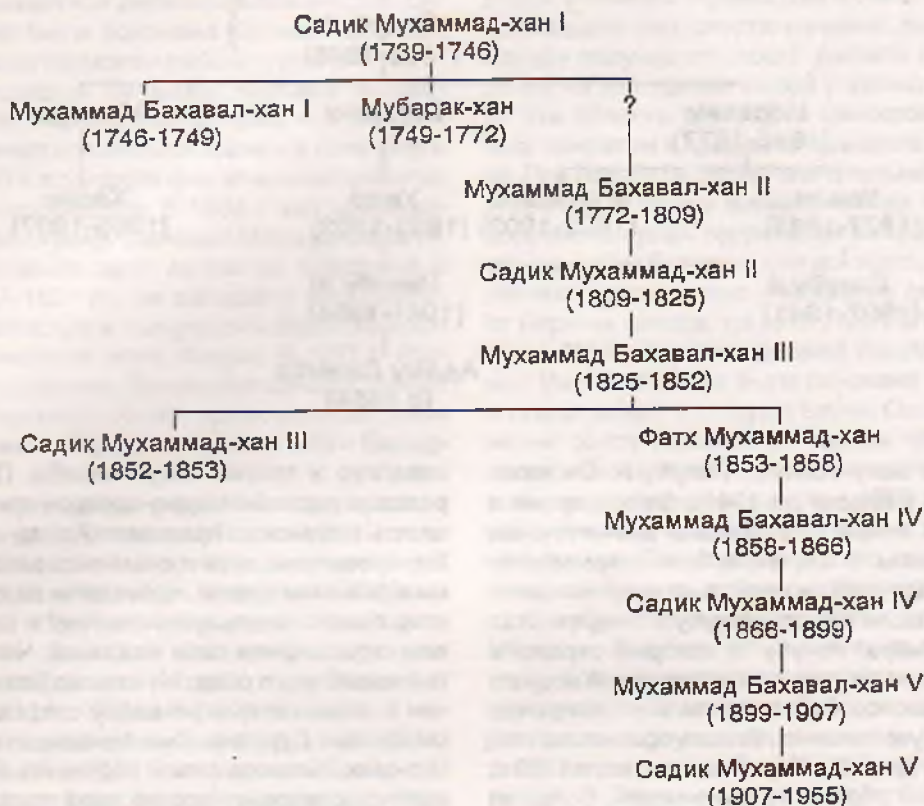 Садик Мухаммад-хан I
(1739-1746)
Мухаммад Бахавал-хан I
(1746-1749)
Мубарак-хан
(1749-1772)
?
Мухаммад Бахавал-хан II
(1772-1809)
Садик Мухаммад-хан II
(1809-1825)
Мухаммад Бахавал-хан III
(1825-1852)
Садик Мухаммад-хан III
(1852-1853)
Фатх Мухаммад-хан
(1853-1858)
Мухаммад Бахавал-хан IV
(1858-1866)
Садик Мухаммад-хан IV
(1866-1899)
Мухаммад Бахавал-хан V
(1899-1907)
Садик Мухаммад-хан V
(1907-1955)